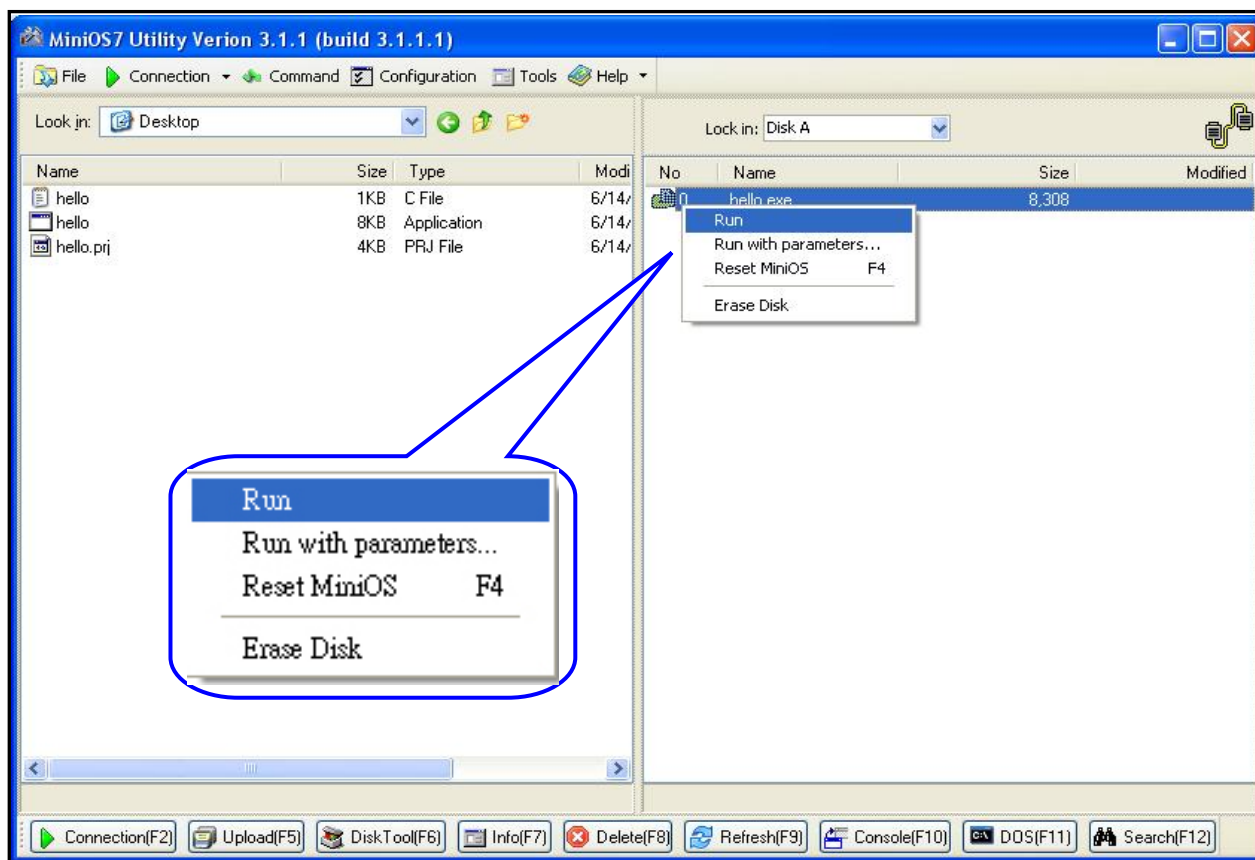 MiniOS7 Utility Verion 3.1.1 (build 3.1.1.1)
File Connection Command Configuration Tools Help
Look in: Desktop
Lock in: Disk A
Name Size Type Modi
hello 1KB C File 6/14/
hello 8KB Application 6/14/
hello.prj 4KB PRJ File 6/14/
No Name Size Modified
0 hello.exe 8,308
Run
Run with parameters...
Reset MiniOS F4
Erase Disk
Run
Run with parameters...
Reset MiniOS F4
Erase Disk
Connection(F2) Upload(F5) DiskTool(F6) Info(F7) Delete(F8) Refresh(F9) Console(F10) DOS(F11) Search(F12)